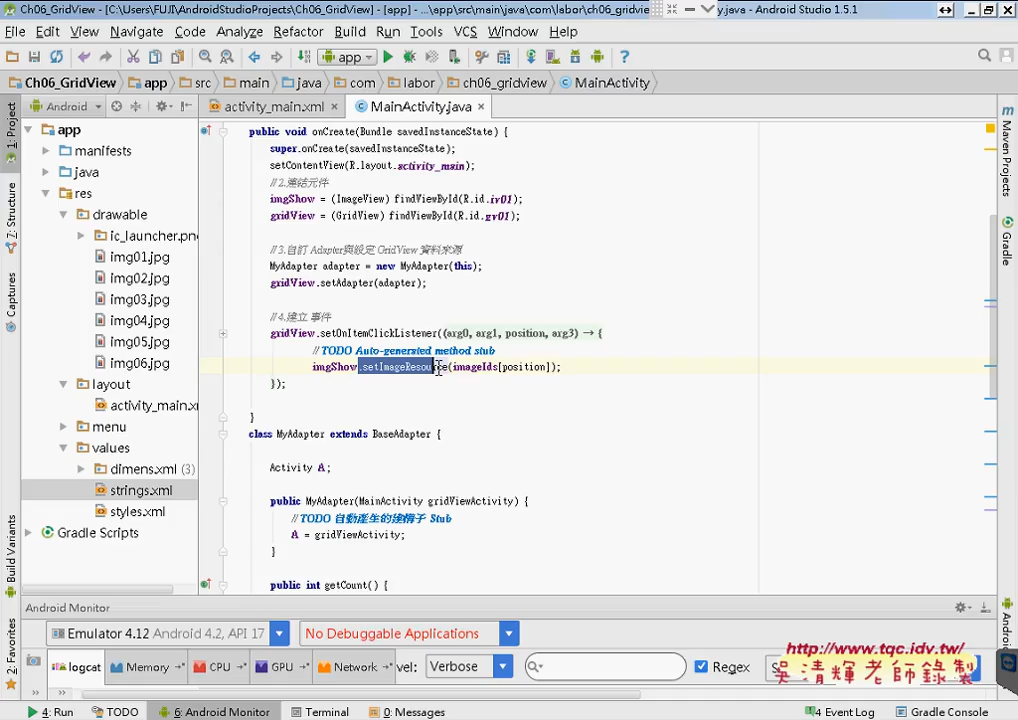 Ch06_GridView - [C:\Users\FUJI\AndroidStudioProjects\Ch06_GridView] - [app] - ...\app\src\main\java\com\labor\ch06_gridvie y.java - Android Studio 1.5.1
File Edit View Navigate Code Analyze Refactor Build Run Tools VCS Window Help
app
Ch06_GridView app src main java com labor ch06_gridview MainActivity
Android activity_main.xml MainActivity.java
1: Project
7: Structure
Captures
Build Variants
2: Favorites
app
manifests
java
res
drawable
ic_launcher.pn
img01.jpg
img02.jpg
img03.jpg
img04.jpg
img05.jpg
img06.jpg
layout
activity_main.x
menu
values
dimens.xml (3)
strings.xml
styles.xml
Gradle Scripts
public void onCreate(Bundle savedInstanceState) {
super.onCreate(savedInstanceState);
setContentView(R.layout.activity_main);
//2.連結元件
imgShow = (ImageView) findViewById(R.id.iv01);
gridView = (GridView) findViewById(R.id.gv01);
//3.自訂 Adapter與設定 GridView 資料來源
MyAdapter adapter = new MyAdapter(this);
gridView.setAdapter(adapter);
//4.建立 事件
gridView.setOnItemClickListener((arg0, arg1, position, arg3) → {
// TODO Auto-generated method stub
imgShow.setImageResource(imageIds[position]);
});
}
class MyAdapter extends BaseAdapter {
Activity A;
public MyAdapter(MainActivity gridViewActivity) {
// TODO 自動產生的建構子 Stub
A = gridViewActivity;
}
public int getCount() {
Maven Projects
Gradle
Android
Android Monitor
Emulator 4.12 Android 4.2, API 17 No Debuggable Applications
logcat Memory CPU GPU Network vel: Verbose Regex S
http://www.tqc.idv.tw/
吳清輝老師錄製
4: Run TODO 6: Android Monitor Terminal 0: Messages 4 Event Log Gradle Console